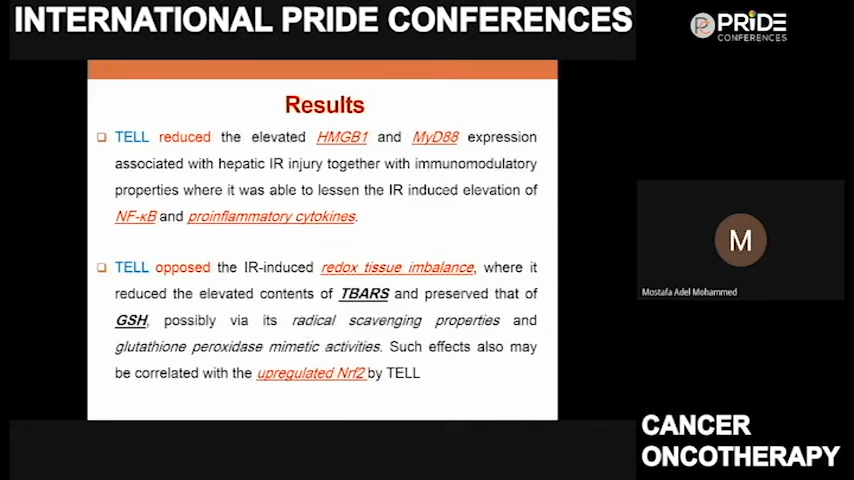 INTERNATIONAL PRIDE CONFERENCES
PC PRIDE
CONFERENCES
Results
❑ TELL reduced the elevated HMGB1 and MyD88 expression
associated with hepatic IR injury together with immunomodulatory
properties where it was able to lessen the IR induced elevation of
NF-κB and proinflammatory cytokines.
❑ TELL opposed the IR-induced redox tissue imbalance, where it
reduced the elevated contents of TBARS and preserved that of
GSH, possibly via its radical scavenging properties and
glutathione peroxidase mimetic activities. Such effects also may
be correlated with the upregulated Nrf2 by TELL
M
Mostafa Adel Mohammed
CANCER
ONCOTHERAPY